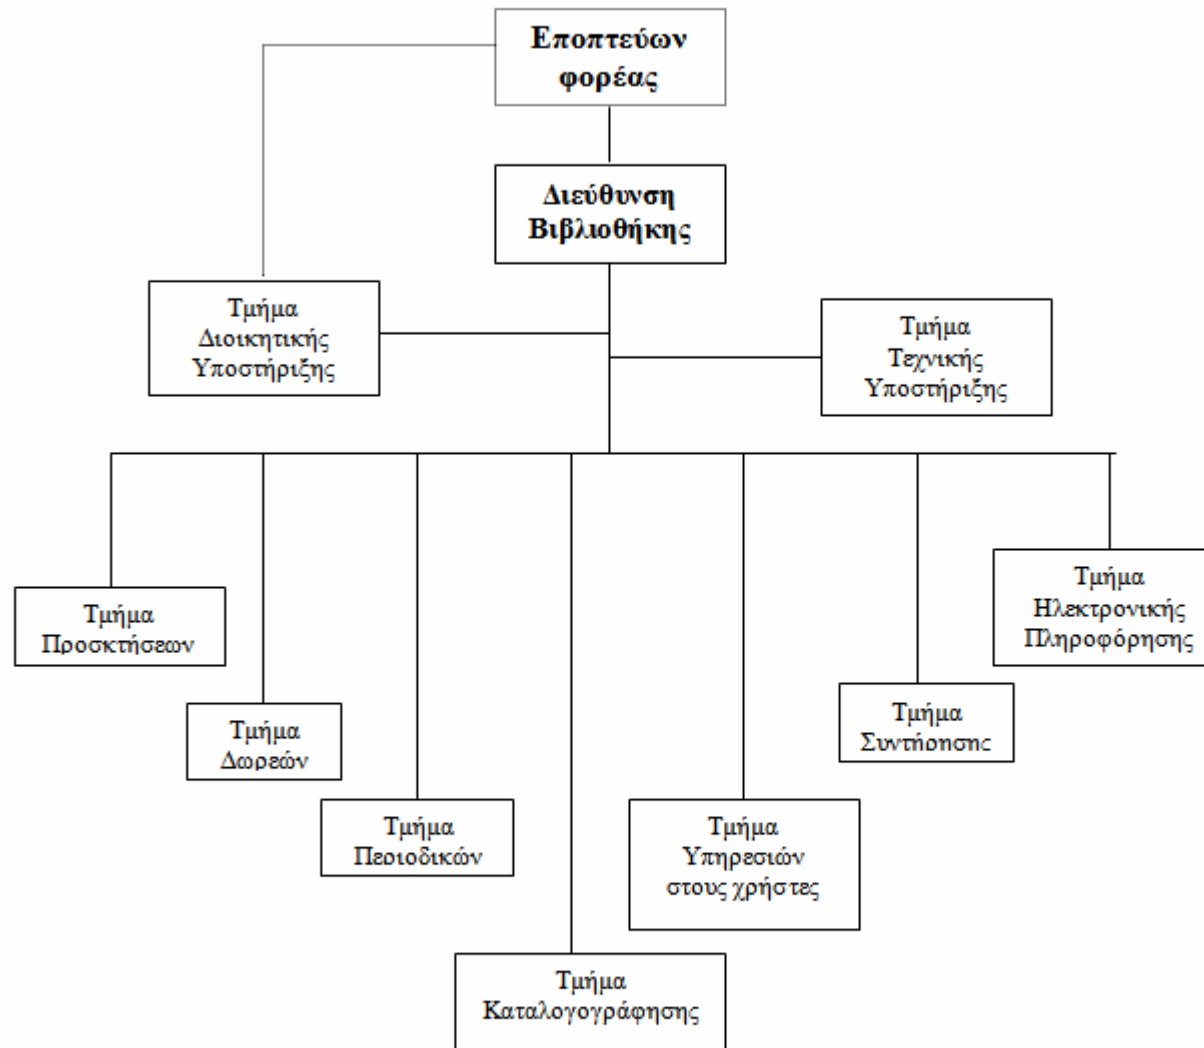 Εποπτεύων
φορέας
Διεύθυνση
Βιβλιοθήκης
Τμήμα
Διοικητικής
Υποστήριξης
Τμήμα
Τεχνικής
Υποστήριξης
Τμήμα
Προσκτήσεων
Τμήμα
Δωρεών
Τμήμα
Περιοδικών
Τμήμα
Καταλογογράφησης
Τμήμα
Υπηρεσιών
στους χρήστες
Τμήμα
Συντήρησης
Τμήμα
Ηλεκτρονικής
Πληροφόρησης